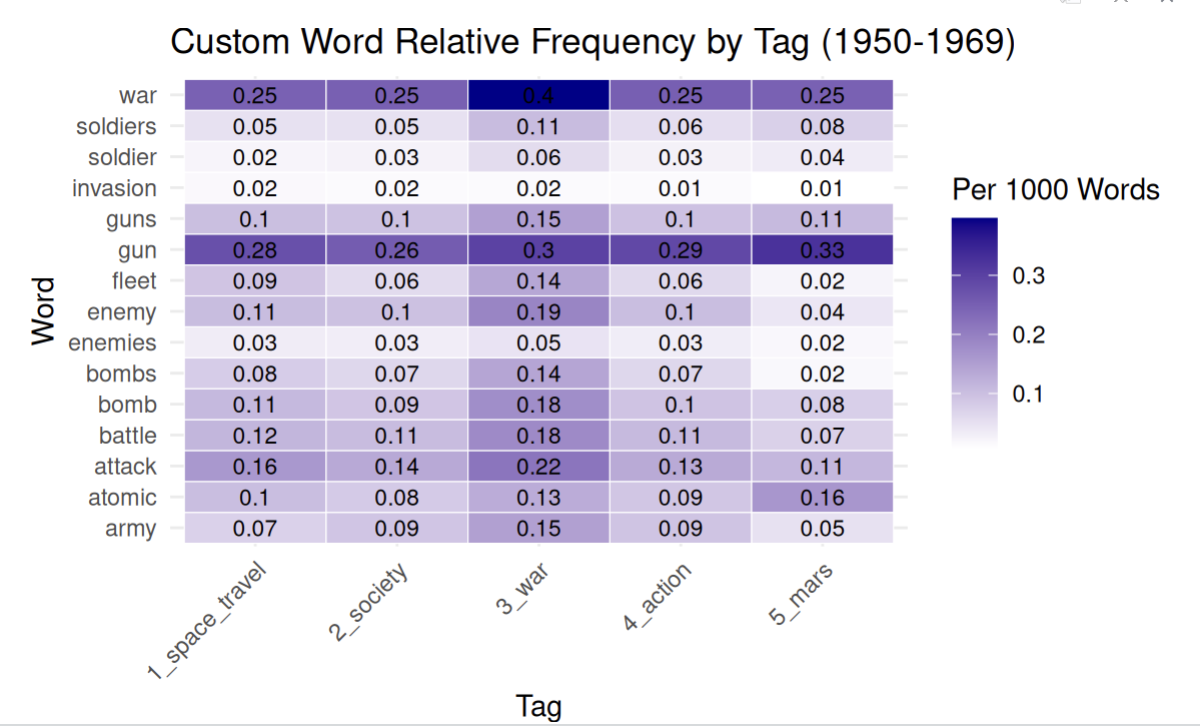 Custom Word Relative Frequency by Tag (1950-1969)
war 0.25 0.25 0.4 0.25 0.25
soldiers 0.05 0.05 0.11 0.06 0.08
soldier 0.02 0.03 0.06 0.03 0.04
invasion 0.02 0.02 0.02 0.01 0.01
guns 0.1 0.1 0.15 0.1 0.11
gun 0.28 0.26 0.3 0.29 0.33
fleet 0.09 0.06 0.14 0.06 0.02
enemy 0.11 0.1 0.19 0.1 0.04
enemies 0.03 0.03 0.05 0.03 0.02
bombs 0.08 0.07 0.14 0.07 0.02
bomb 0.11 0.09 0.18 0.1 0.08
battle 0.12 0.11 0.18 0.11 0.07
attack 0.16 0.14 0.22 0.13 0.11
atomic 0.1 0.08 0.13 0.09 0.16
army 0.07 0.09 0.15 0.09 0.05
Word
1_space_travel 2_society 3_war 4_action 5_mars
Tag
Per 1000 Words
0.3
0.2
0.1